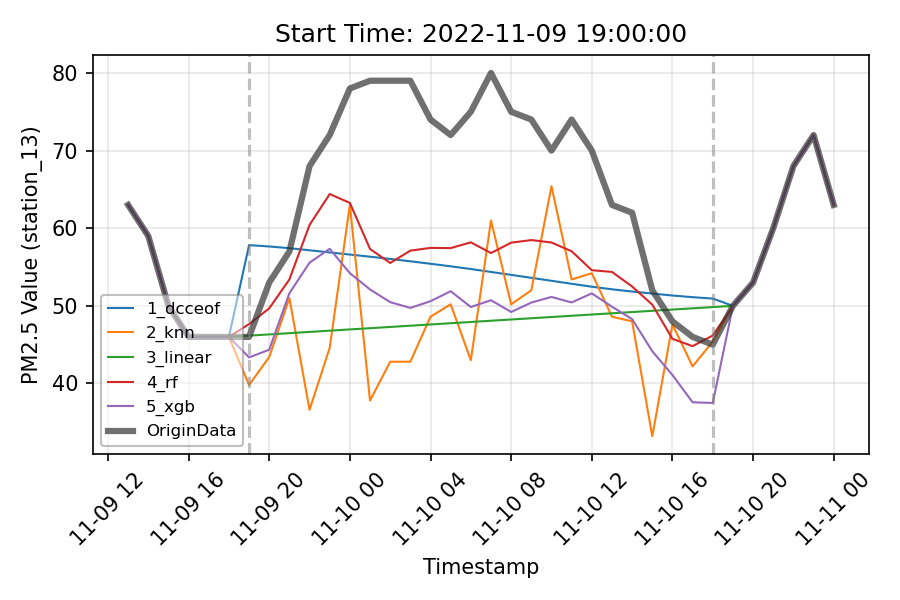 Start Time: 2022-11-09 19:00:00
PM2.5 Value (station_13)
80
70
60
50
40
1_dcceof
2_knn
3_linear
4_rf
5_xgb
OriginData
11-09 12
11-09 16
11-09 20
11-10 00
11-10 04
11-10 08
11-10 12
11-10 16
11-10 20
11-11 00
Timestamp